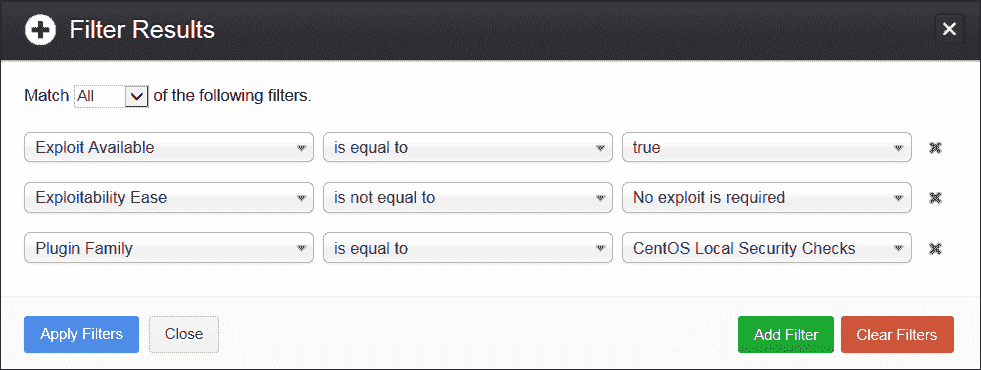 Filter Results
Match All of the following filters.
Exploit Available is equal to true
Exploitability Ease is not equal to No exploit is required
Plugin Family is equal to CentOS Local Security Checks
Apply Filters Close Add Filter Clear Filters